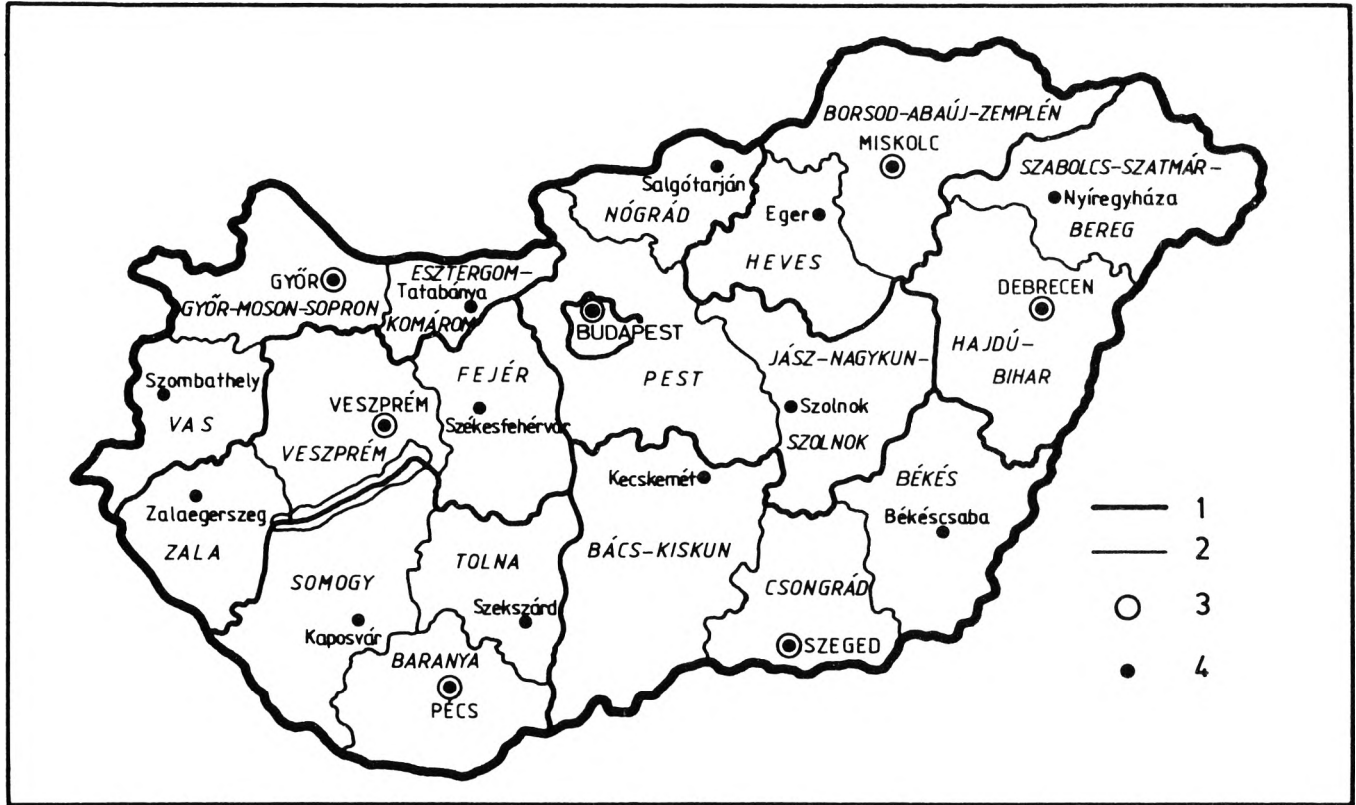 BORSOD-ABAÚJ-ZEMPLÉN
MISKOLC
SZABOLCS-SZATMÁR-
Nyíregyháza
BEREG
Salgótarján
NÓGRÁD
Eger
HEVES
ESZTERGOM-
Tatabánya
KOMÁROM
GYŐR
GYŐR-MOSON-SOPRON
DEBRECEN
HAJDÚ-
BIHAR
BUDAPEST
PEST
JÁSZ-NAGYKUN-
Szolnok
SZOLNOK
FEJÉR
Székesfehérvár
Szombathely
VAS
VESZPRÉM
VESZPRÉM
Kecskemét
BÁCS-KISKUN
BÉKÉS
Békéscsaba
Zalaegerszeg
ZALA
SOMOGY
Kaposvár
TOLNA
Szekszárd
CSONGRÁD
SZEGED
BARANYA
PÉCS
1
2
3
4